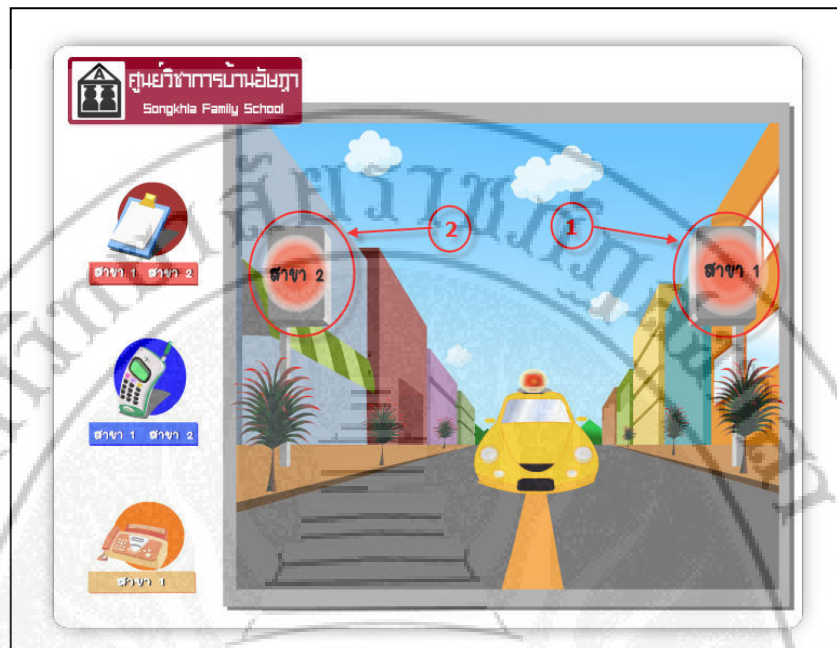 ศูนย์วิชาการบ้านอัษฎา
Songkhla Family School
สาขา 1 สาขา 2
สาขา 1 สาขา 2
สาขา 1
สาขา 2
2
1
สาขา 1